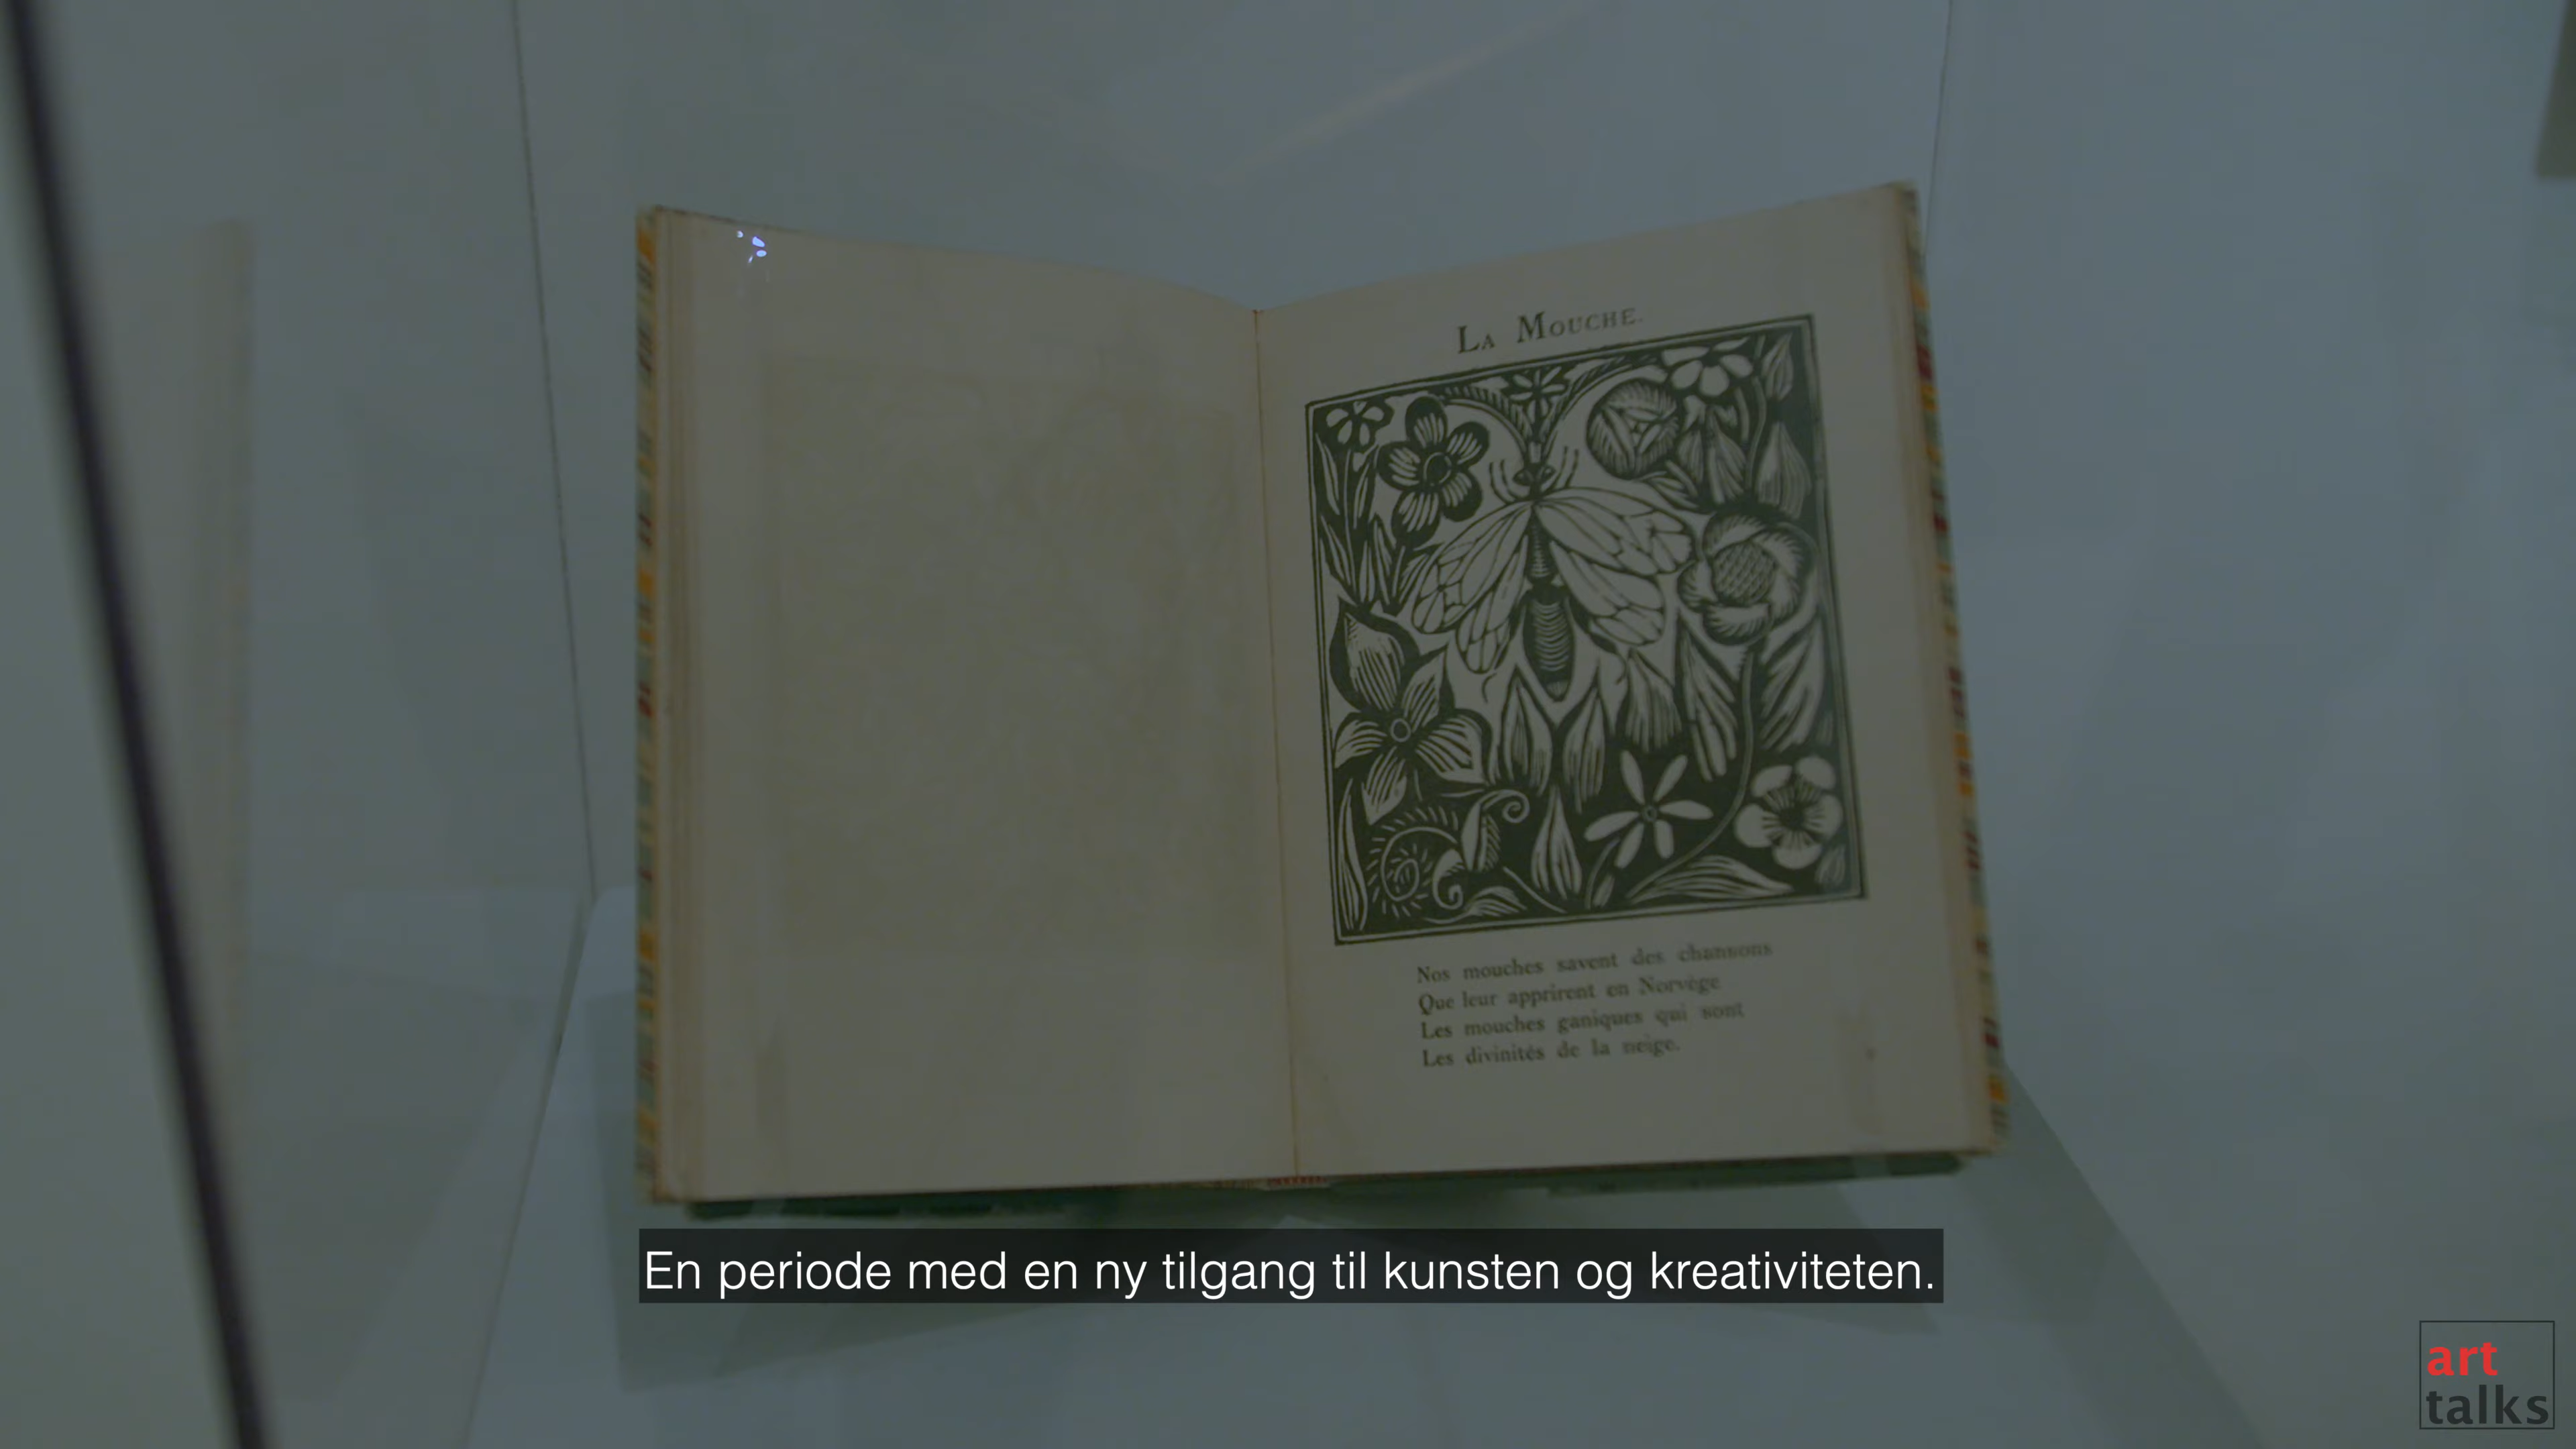 La Mouche.
Nos mouches savent des chansons
Que leur apprirent en Norvège
Les mouches ganiques qui sont
Les divinités de la neige.
En periode med en ny tilgang til kunsten og kreativiteten.
art
talks